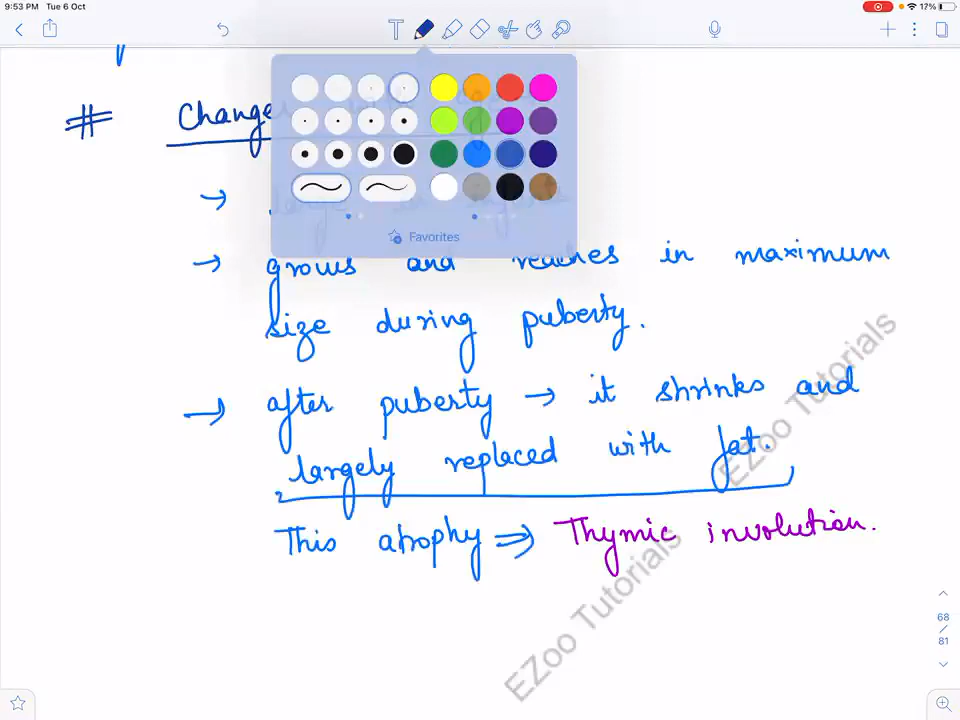 9:53 PM Tue 6 Oct
17%
T
# Change
Favorites
→ grows and reaches in maximum
size during puberty.
→ after puberty → it shrinks and
largely replaced with fat.
This atrophy ⇒ Thymic involution.
EZoo Tutorials
EZoo Tutorials
68
/
81